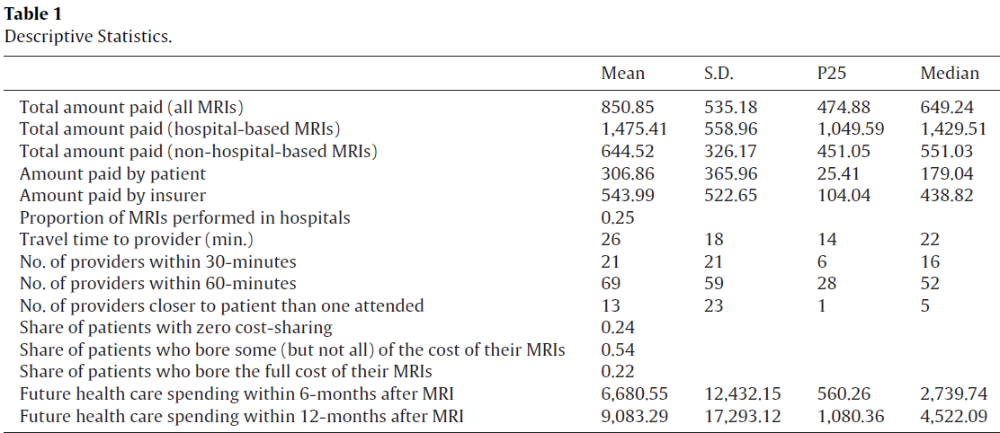 Table 1
Descriptive Statistics.
Mean S.D. P25 Median
Total amount paid (all MRIs) 850.85 535.18 474.88 649.24
Total amount paid (hospital-based MRIs) 1,475.41 558.96 1,049.59 1,429.51
Total amount paid (non-hospital-based MRIs) 644.52 326.17 451.05 551.03
Amount paid by patient 306.86 365.96 25.41 179.04
Amount paid by insurer 543.99 522.65 104.04 438.82
Proportion of MRIs performed in hospitals 0.25
Travel time to provider (min.) 26 18 14 22
No. of providers within 30-minutes 21 21 6 16
No. of providers within 60-minutes 69 59 28 52
No. of providers closer to patient than one attended 13 23 1 5
Share of patients with zero cost-sharing 0.24
Share of patients who bore some (but not all) of the cost of their MRIs 0.54
Share of patients who bore the full cost of their MRIs 0.22
Future health care spending within 6-months after MRI 6,680.55 12,432.15 560.26 2,739.74
Future health care spending within 12-months after MRI 9,083.29 17,293.12 1,080.36 4,522.09